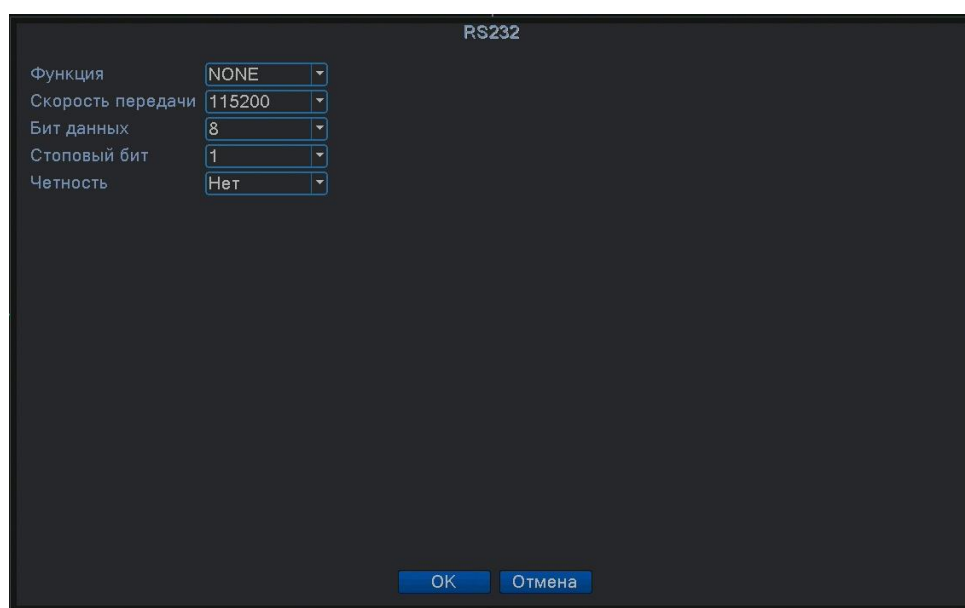 RS232
Функция NONE
Скорость передачи 115200
Бит данных 8
Стоповый бит 1
Четность Нет
OK Отмена